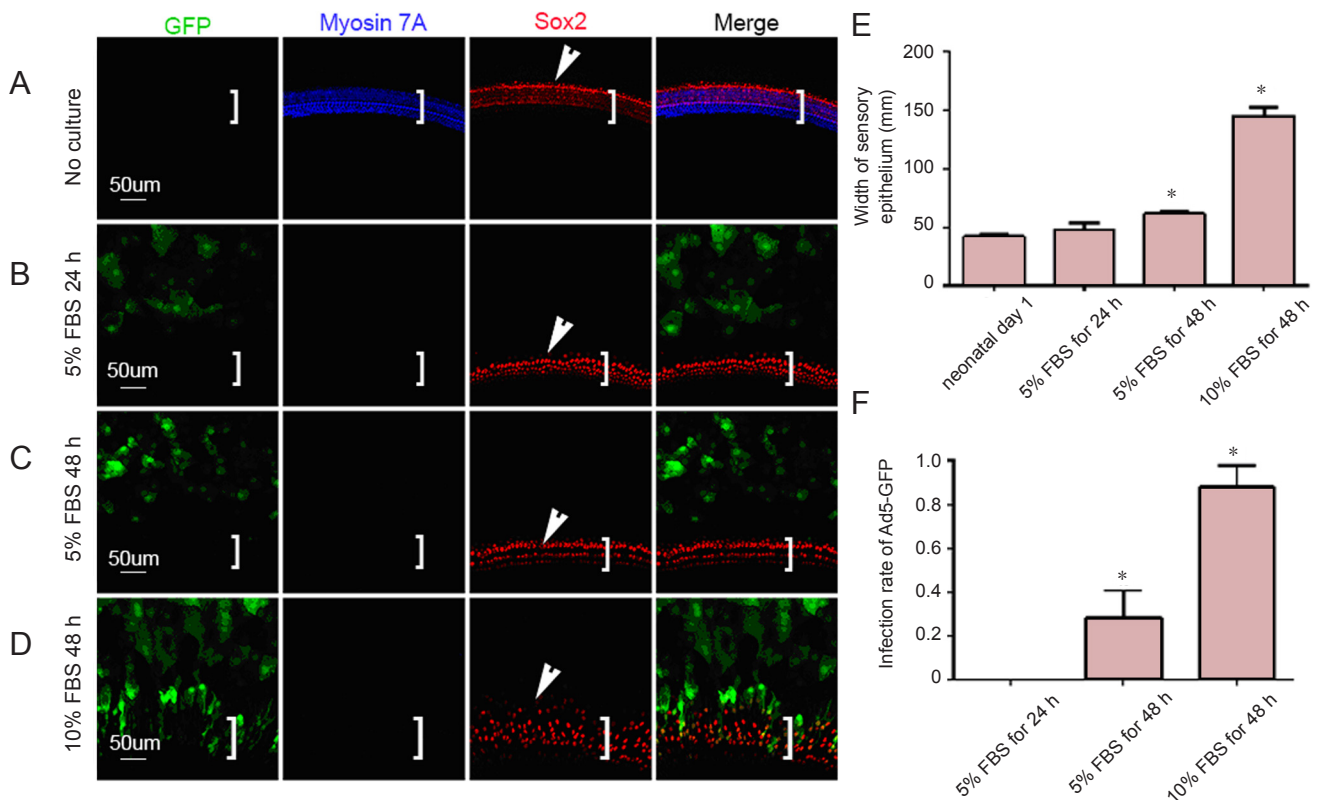 GFP Myosin 7A Sox2 Merge
A
No culture
50um
]
]
]
]
B
5% FBS 24 h
50um
]
]
]
]
C
5% FBS 48 h
50um
]
]
]
]
D
10% FBS 48 h
50um
]
]
]
]
E
Width of sensory
epithelium (mm)
200
150
100
50
0
*
*
neonatal day 1
5% FBS for 24 h
5% FBS for 48 h
10% FBS for 48 h
F
Infection rate of Ad5-GFP
1.0
0.8
0.6
0.4
0.2
0
*
*
5% FBS for 24 h
5% FBS for 48 h
10% FBS for 48 h